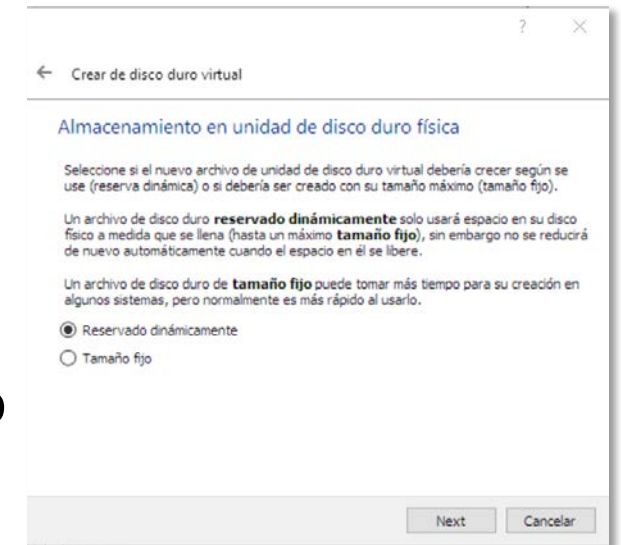 ?
Crear de disco duro virtual
Almacenamiento en unidad de disco duro física
Seleccione si el nuevo archivo de unidad de disco duro virtual debería crecer según se
use (reserva dinámica) o si debería ser creado con su tamaño máximo (tamaño fijo).
Un archivo de disco duro reservado dinámicamente solo usará espacio en su disco
físico a medida que se llena (hasta un máximo tamaño fijo), sin embargo no se reducirá
de nuevo automáticamente cuando el espacio en él se libere.
Un archivo de disco duro de tamaño fijo puede tomar más tiempo para su creación en
algunos sistemas, pero normalmente es más rápido al usarlo.
Reservado dinámicamente
Tamaño fijo
Next Cancelar